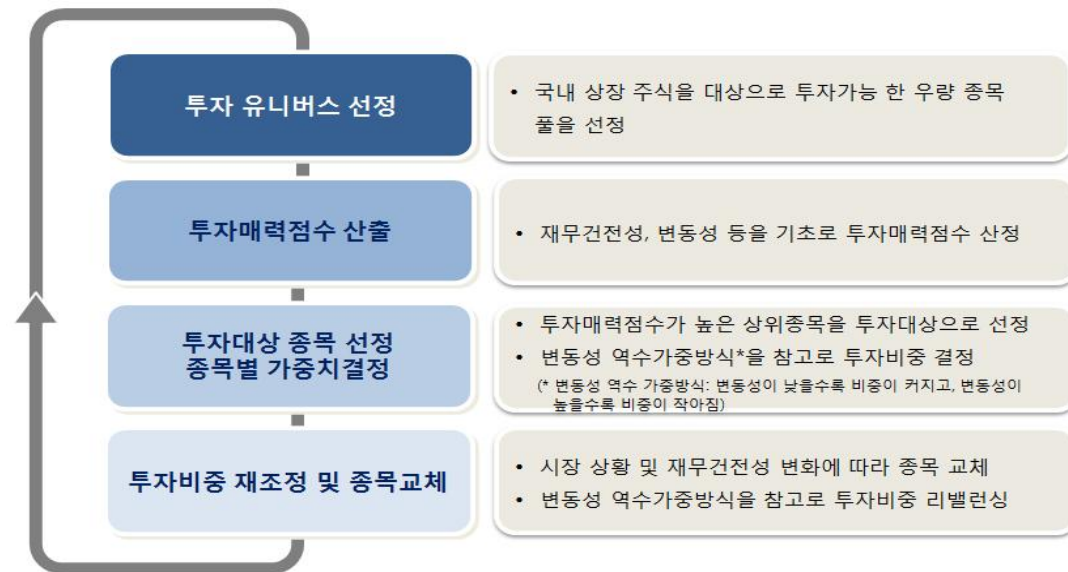 투자 유니버스 선정
• 국내 상장 주식을 대상으로 투자가능 한 우량 종목
풀을 선정
투자매력점수 산출
• 재무건전성, 변동성 등을 기초로 투자매력점수 산정
투자대상 종목 선정
종목별 가중치결정
• 투자매력점수가 높은 상위종목을 투자대상으로 선정
• 변동성 역수가중방식*을 참고로 투자비중 결정
(* 변동성 역수 가중방식: 변동성이 낮을수록 비중이 커지고, 변동성이
높을수록 비중이 작아짐)
투자비중 재조정 및 종목교체
• 시장 상황 및 재무건전성 변화에 따라 종목 교체
• 변동성 역수가중방식을 참고로 투자비중 리밸런싱